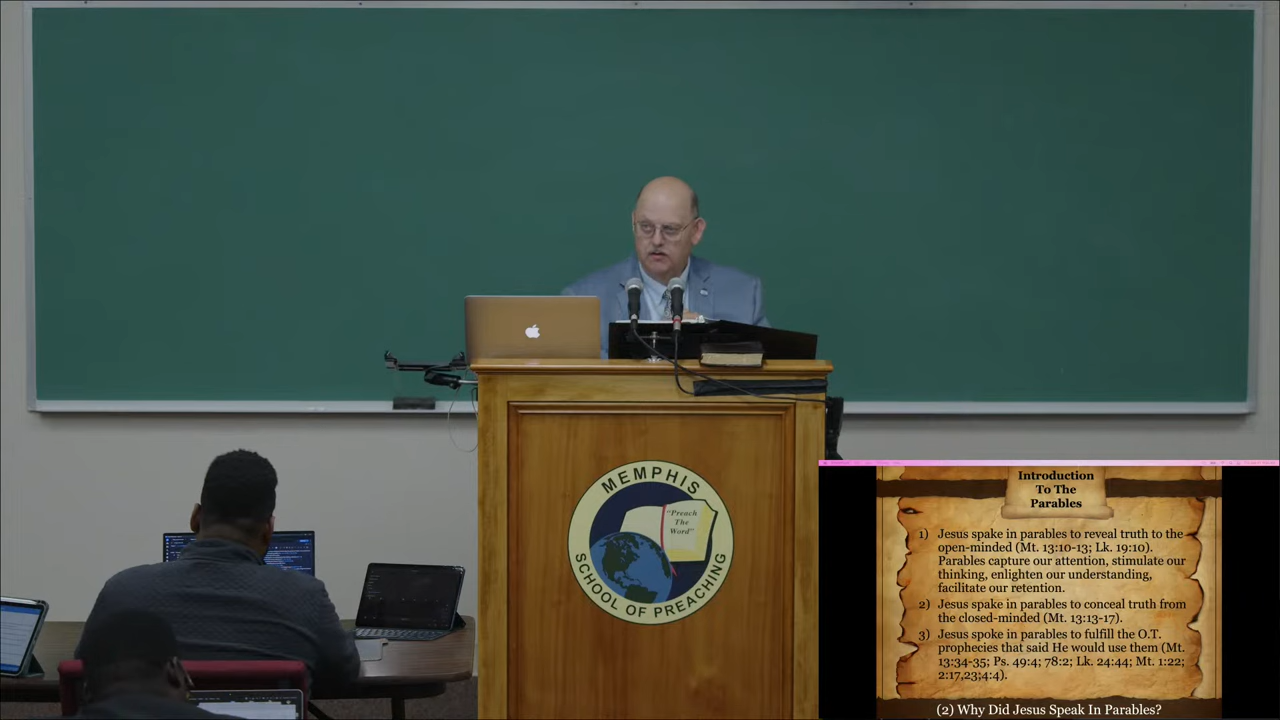 MEMPHIS
"Preach
The
Word"
SCHOOL OF PREACHING
Introduction
To The
Parables
1) Jesus spake in parables to reveal truth to the
open-minded (Mt. 13:10-13; Lk. 19:10).
Parables capture our attention, stimulate our
thinking, enlighten our understanding,
facilitate our retention.
2) Jesus spake in parables to conceal truth from
the closed-minded (Mt. 13:13-17).
3) Jesus spoke in parables to fulfill the O.T.
prophecies that said He would use them (Mt.
13:34-35; Ps. 49:4; 78:2; Lk. 24:44; Mt. 1:22;
2:17,23;4:4).
(2) Why Did Jesus Speak In Parables?